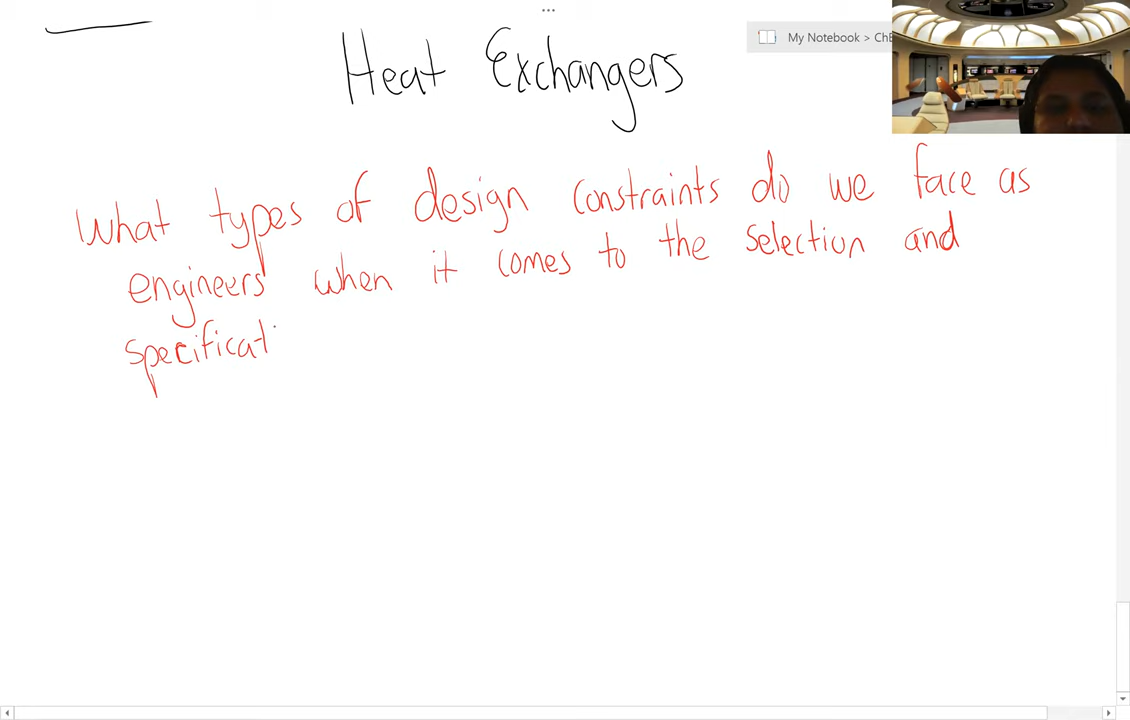 Heat Exchangers
My Notebook > ChE
What types of design constraints do we face as
engineers when it comes to the selection and
specificat